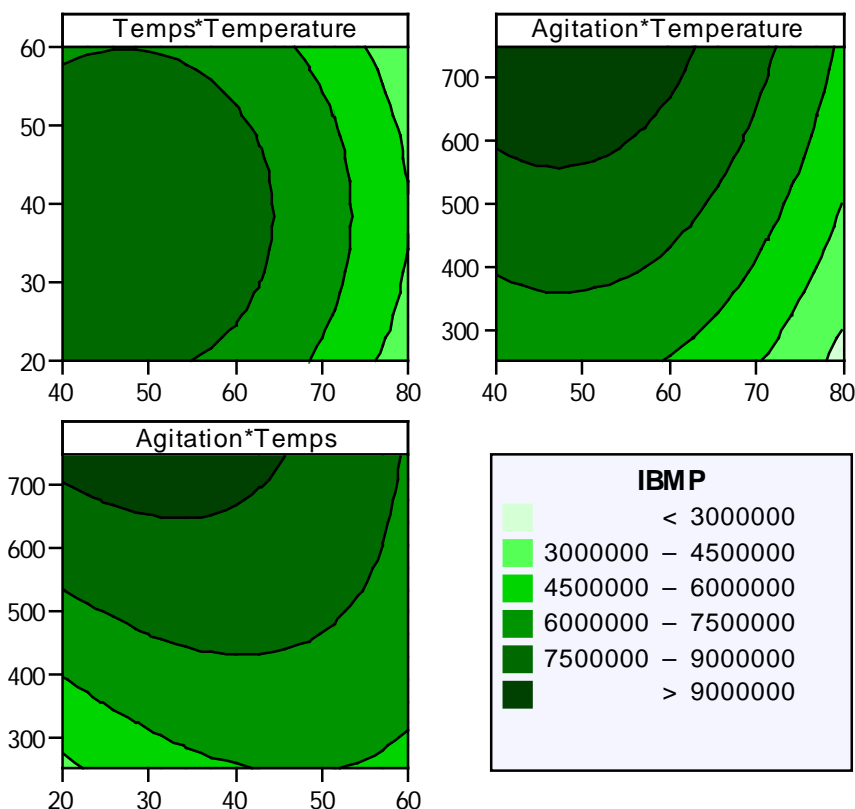 Temps*Temperature
60
50
40
30
20
40 50 60 70 80
Agitation*Temperature
700
600
500
400
300
40 50 60 70 80
Agitation*Temps
700
600
500
400
300
20 30 40 50 60
IBMP
< 3000000
3000000 – 4500000
4500000 – 6000000
6000000 – 7500000
7500000 – 9000000
> 9000000